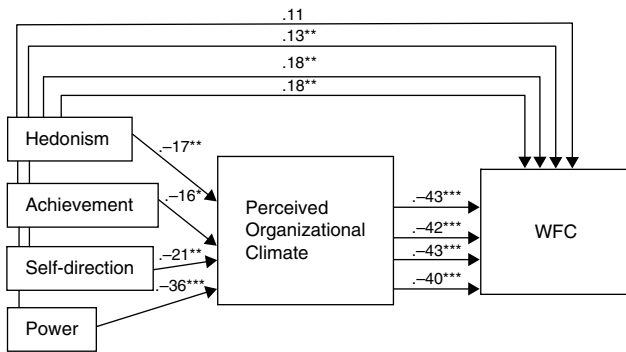 .11
.13**
.18**
.18**
Hedonism
.–17**
Achievement
.–16*
Self-direction
.–21**
Power
.–36***
Perceived
Organizational
Climate
.–43***
.–42***
.–43***
.–40***
WFC